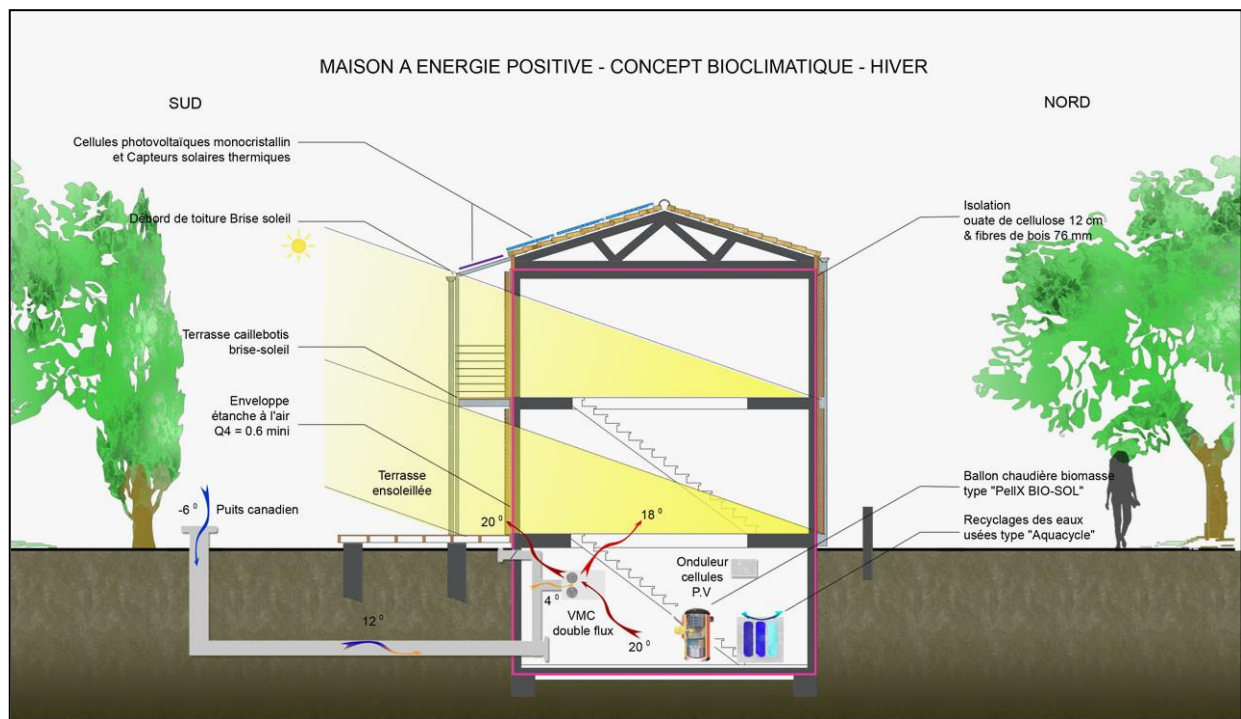 MAISON A ENERGIE POSITIVE - CONCEPT BIOCLIMATIQUE - HIVER
SUD
NORD
Cellules photovoltaïques monocristallin
et Capteurs solaires thermiques
Débord de toiture Brise soleil
Isolation
ouate de cellulose 12 cm
& fibres de bois 76 mm
Terrasse caillebotis
brise-soleil
Enveloppe
étanche à l'air
Q4 = 0.6 mini
Terrasse
ensoleillée
Ballon chaudière biomasse
type "PellX BIO-SOL"
Recyclages des eaux
usées type "Aquacycle"
-6 °
Puits canadien
20 °
18 °
Onduleur
cellules
P.V
4 °
VMC
double flux
12 °
20 °